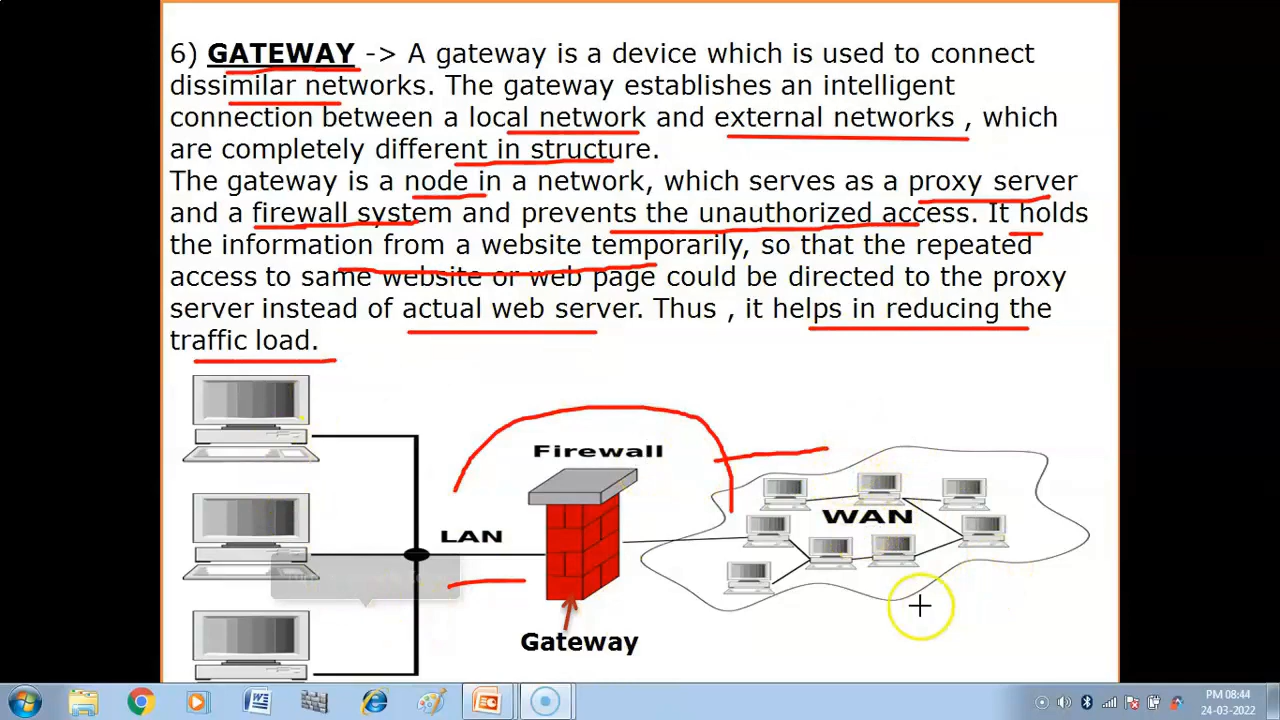 6) GATEWAY -> A gateway is a device which is used to connect
dissimilar networks. The gateway establishes an intelligent
connection between a local network and external networks , which
are completely different in structure.
The gateway is a node in a network, which serves as a proxy server
and a firewall system and prevents the unauthorized access. It holds
the information from a website temporarily, so that the repeated
access to same website or web page could be directed to the proxy
server instead of actual web server. Thus , it helps in reducing the
traffic load.
Firewall
WAN
LAN
Gateway
PM 08:44
24-03-2022